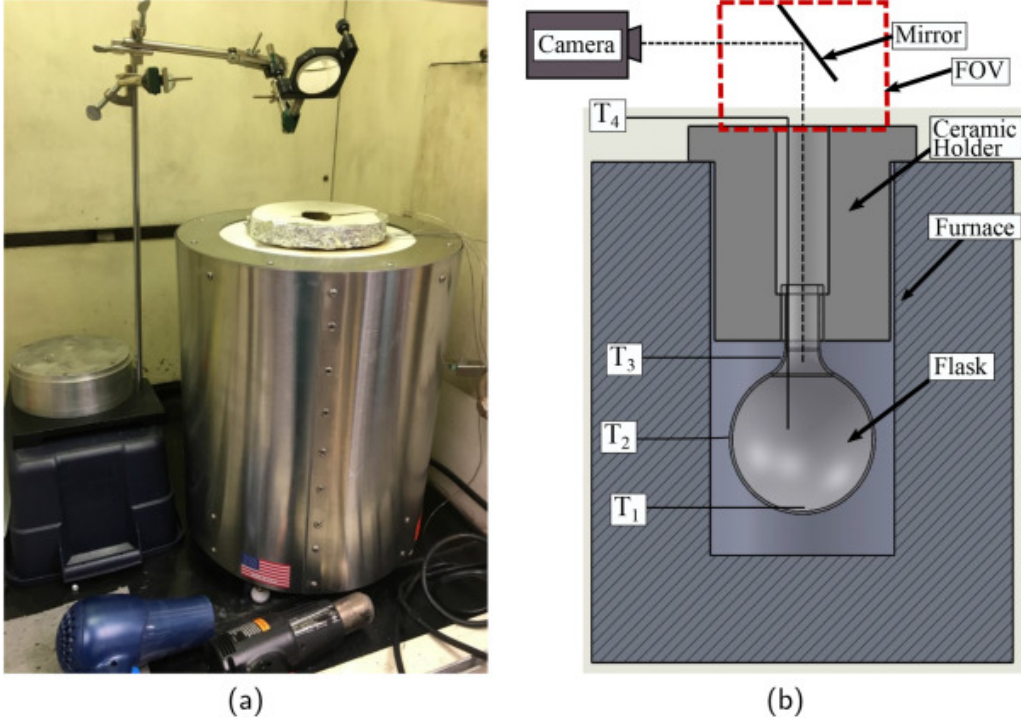 Camera
Mirror
FOV
T4
Ceramic
Holder
Furnace
T3
Flask
T2
T1
(a)
(b)